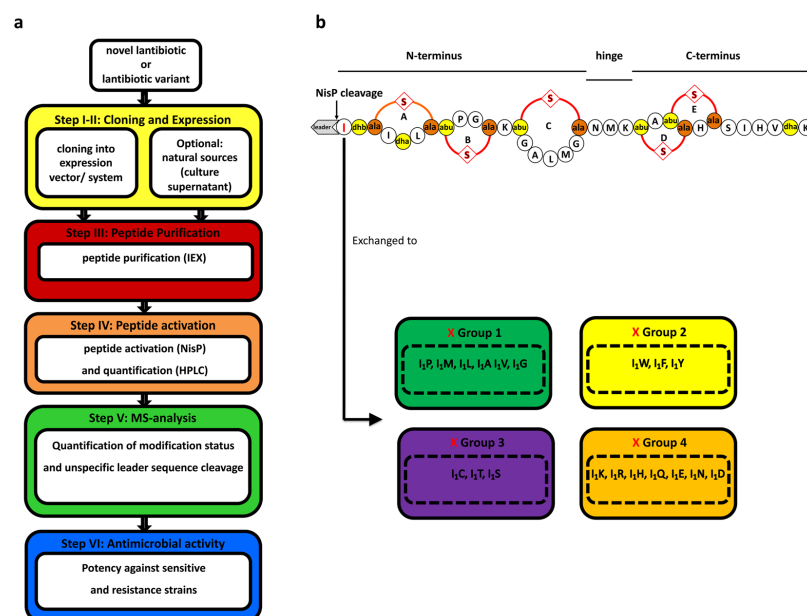 a
novel lantibiotic
or
lantibiotic variant
Step I-II: Cloning and Expression
cloning into
expression
vector/ system
Optional:
natural sources
(culture
supernatant)
Step III: Peptide Purification
peptide purification (IEX)
Step IV: Peptide activation
peptide activation (NisP)
and quantification (HPLC)
Step V: MS-analysis
Quantification of modification status
and unspecific leader sequence cleavage
Step VI: Antimicrobial activity
Potency against sensitive
and resistance strains
b
N-terminus hinge C-terminus
NisP cleavage
S S S
A P G C A E
leader I dhb ala ala abu B ala K abu ala N M K abu abu D ala H ala S I H V dha K
I dha L S G A L M G G S
Exchanged to
X Group 1
I₁P, I₁M, I₁L, I₁A I₁V, I₁G
X Group 2
I₁W, I₁F, I₁Y
X Group 3
I₁C, I₁T, I₁S
X Group 4
I₁K, I₁R, I₁H, I₁Q, I₁E, I₁N, I₁D